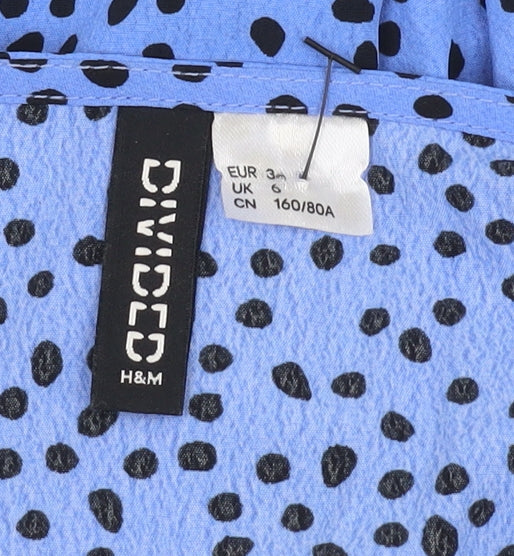 DIVIDED
H&M
EUR
UK 6
CN 160/80A